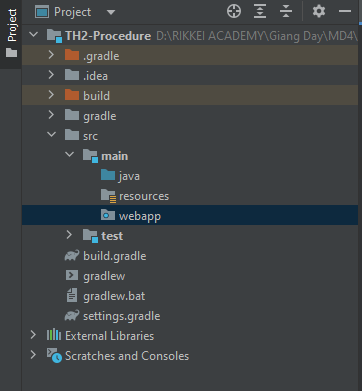 Project
Project
TH2-Procedure D:\RIKKEI ACADEMY\Giang Day\MD4\
.gradle
.idea
build
gradle
src
main
java
resources
webapp
test
build.gradle
gradlew
gradlew.bat
settings.gradle
External Libraries
Scratches and Consoles